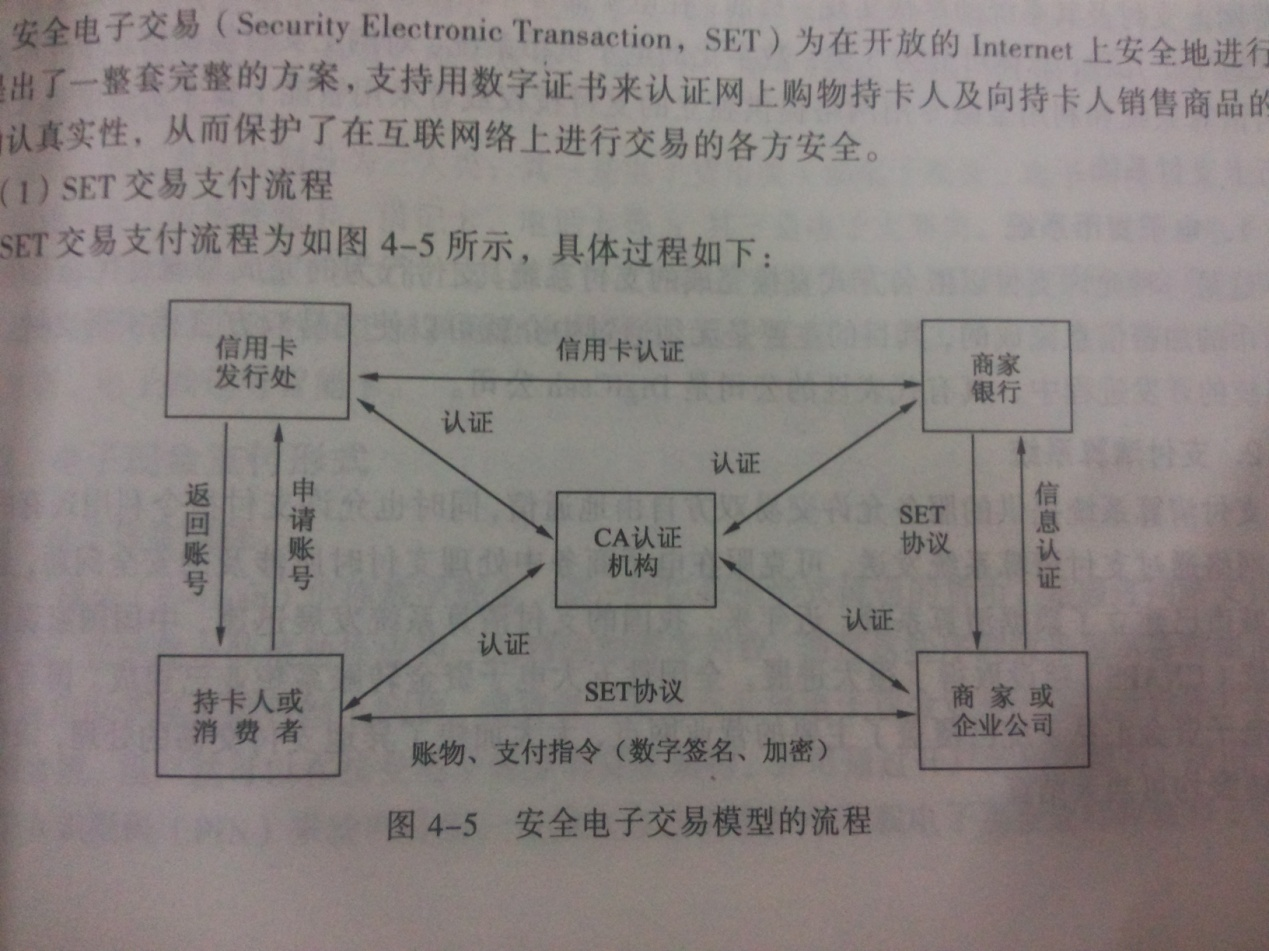 安全电子交易(Security Electronic Transaction, SET)为在开放的 Internet 上安全地进行
出了一整套完整的方案,支持用数字证书来认证网上购物持卡人及向持卡人销售商品的
认真实性,从而保护了在互联网络上进行交易的各方安全。
(1) SET 交易支付流程
SET 交易支付流程为如图 4-5 所示,具体过程如下:
信用卡
发行处
信用卡认证
商家
银行
认证
认证
返回账号
申请账号
CA认证
机构
SET
协议
信息认证
认证
认证
持卡人或
消 费 者
SET协议
商 家 或
企业公司
账物、支付指令(数字签名、加密)
图 4-5 安全电子交易模型的流程